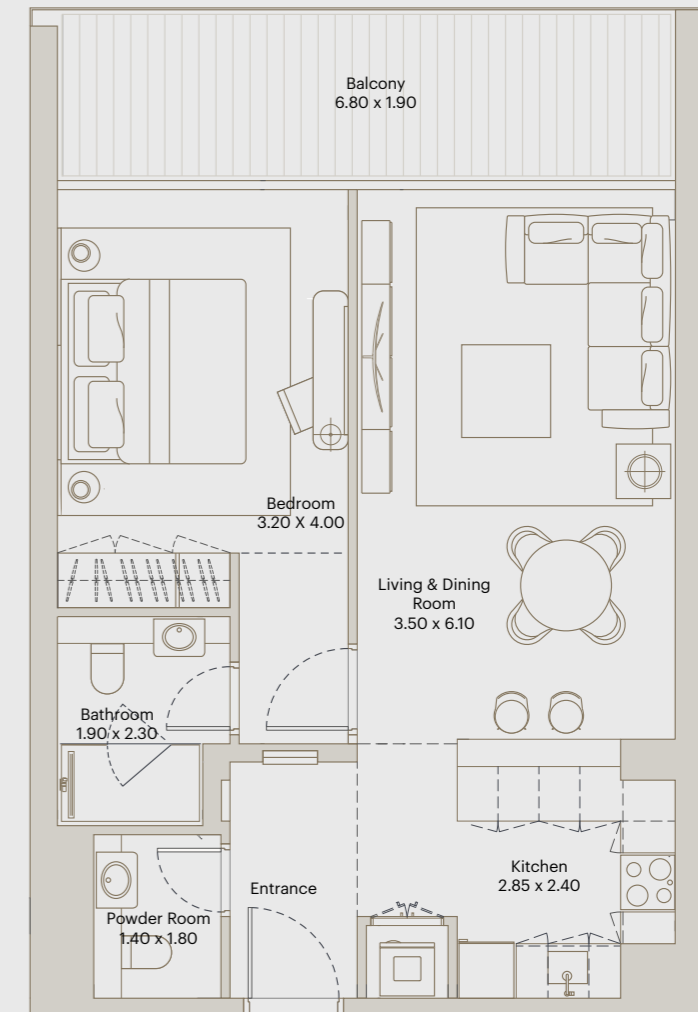 Balcony
6.80 x 1.90
Bedroom
3.20 X 4.00
Living & Dining
Room
3.50 x 6.10
Bathroom
1.90 x 2.30
Kitchen
2.85 x 2.40
Entrance
Powder Room
1.40 x 1.80